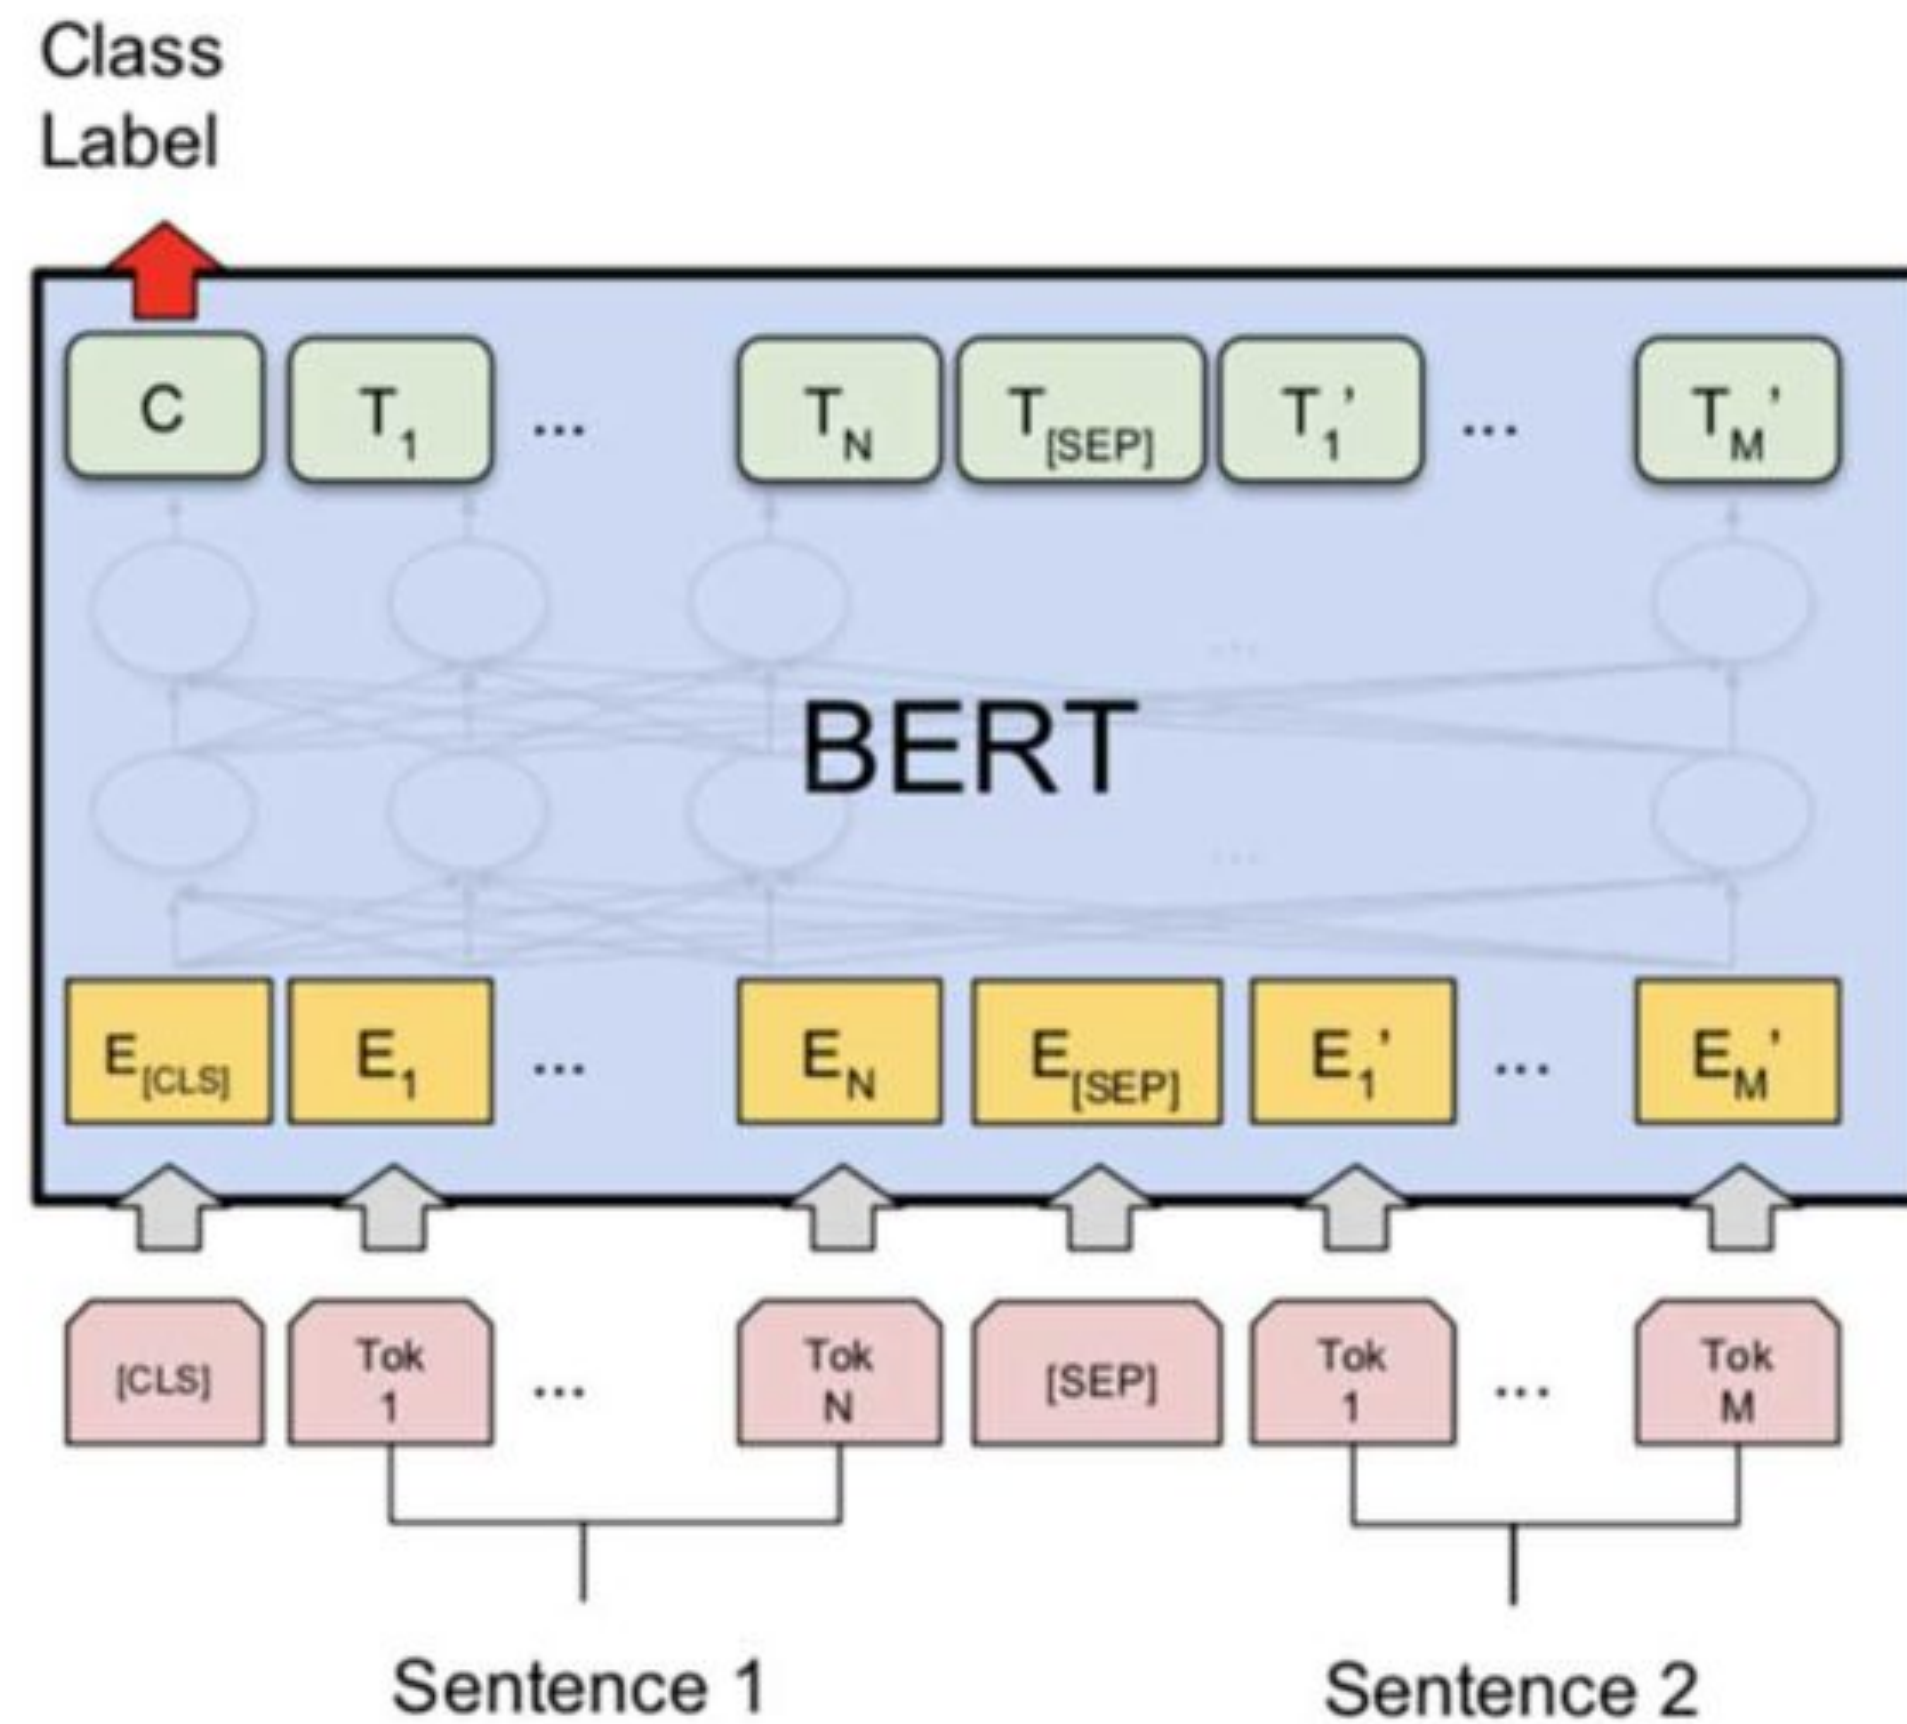 Class
Label
C T1 ... TN T[SEP] T1' ... TM'
...
BERT
...
E[CLS] E1 ... EN E[SEP] E1' ... EM'
[CLS] Tok 1 ... Tok N [SEP] Tok 1 ... Tok M
Sentence 1 Sentence 2